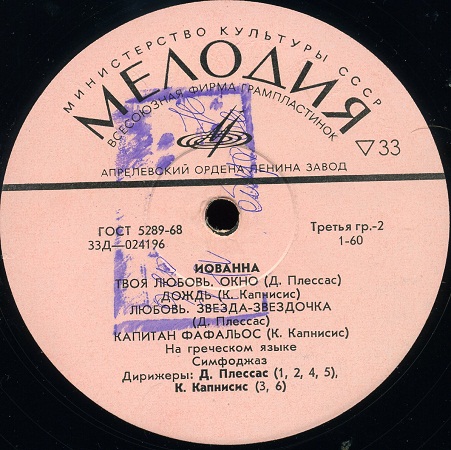 МИНИСТЕРСТВО КУЛЬТУРЫ СССР
МЕЛОДИЯ
ВСЕСОЮЗНАЯ ФИРМА ГРАМПЛАСТИНОК
▽33
АПРЕЛЕВСКИЙ ОРДЕНА ЛЕНИНА ЗАВОД
ГОСТ 5289-68
33Д—024196
Третья гр.-2
1-60
ИОВАННА
ТВОЯ ЛЮБОВЬ. ОКНО (Д. Плессас)
ДОЖДЬ (К. Капнисис)
ЛЮБОВЬ. ЗВЕЗДА-ЗВЕЗДОЧКА
(Д. Плессас)
КАПИТАН ФАФАЛЬОС (К. Капнисис)
На греческом языке
Симфоджаз
Дирижеры: Д. Плессас (1, 2, 4, 5),
К. Капнисис (3, 6)